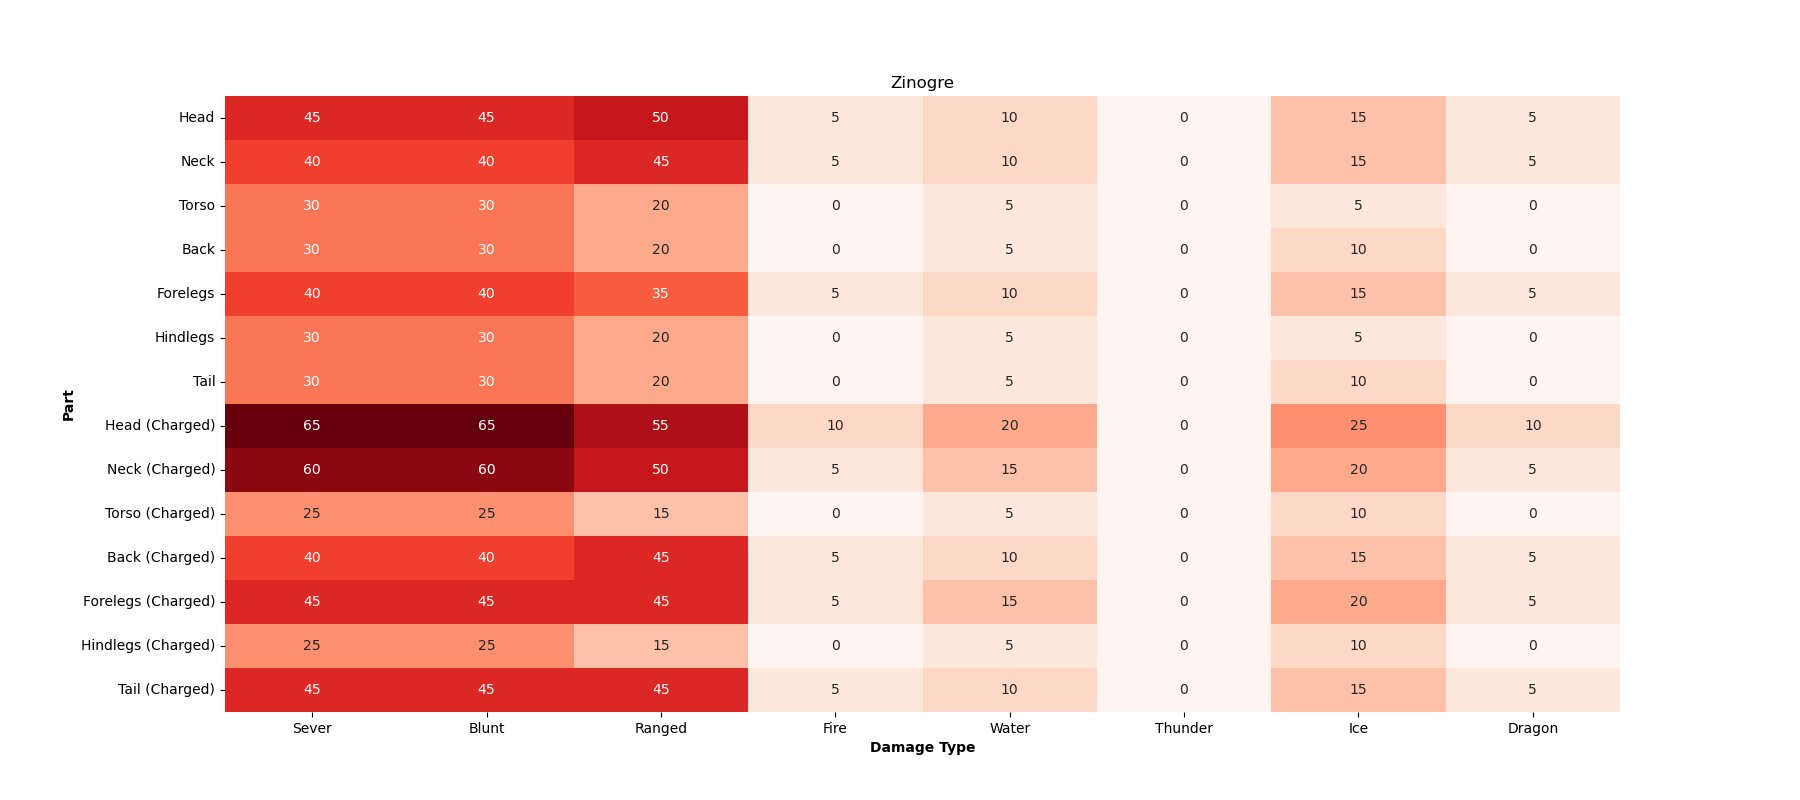 Zinogre
Head 45 45 50 5 10 0 15 5
Neck 40 40 45 5 10 0 15 5
Torso 30 30 20 0 5 0 5 0
Back 30 30 20 0 5 0 10 0
Forelegs 40 40 35 5 10 0 15 5
Hindlegs 30 30 20 0 5 0 5 0
Tail 30 30 20 0 5 0 10 0
Part
Head (Charged) 65 65 55 10 20 0 25 10
Neck (Charged) 60 60 50 5 15 0 20 5
Torso (Charged) 25 25 15 0 5 0 10 0
Back (Charged) 40 40 45 5 10 0 15 5
Forelegs (Charged) 45 45 45 5 15 0 20 5
Hindlegs (Charged) 25 25 15 0 5 0 10 0
Tail (Charged) 45 45 45 5 10 0 15 5
Sever Blunt Ranged Fire Water Thunder Ice Dragon
Damage Type